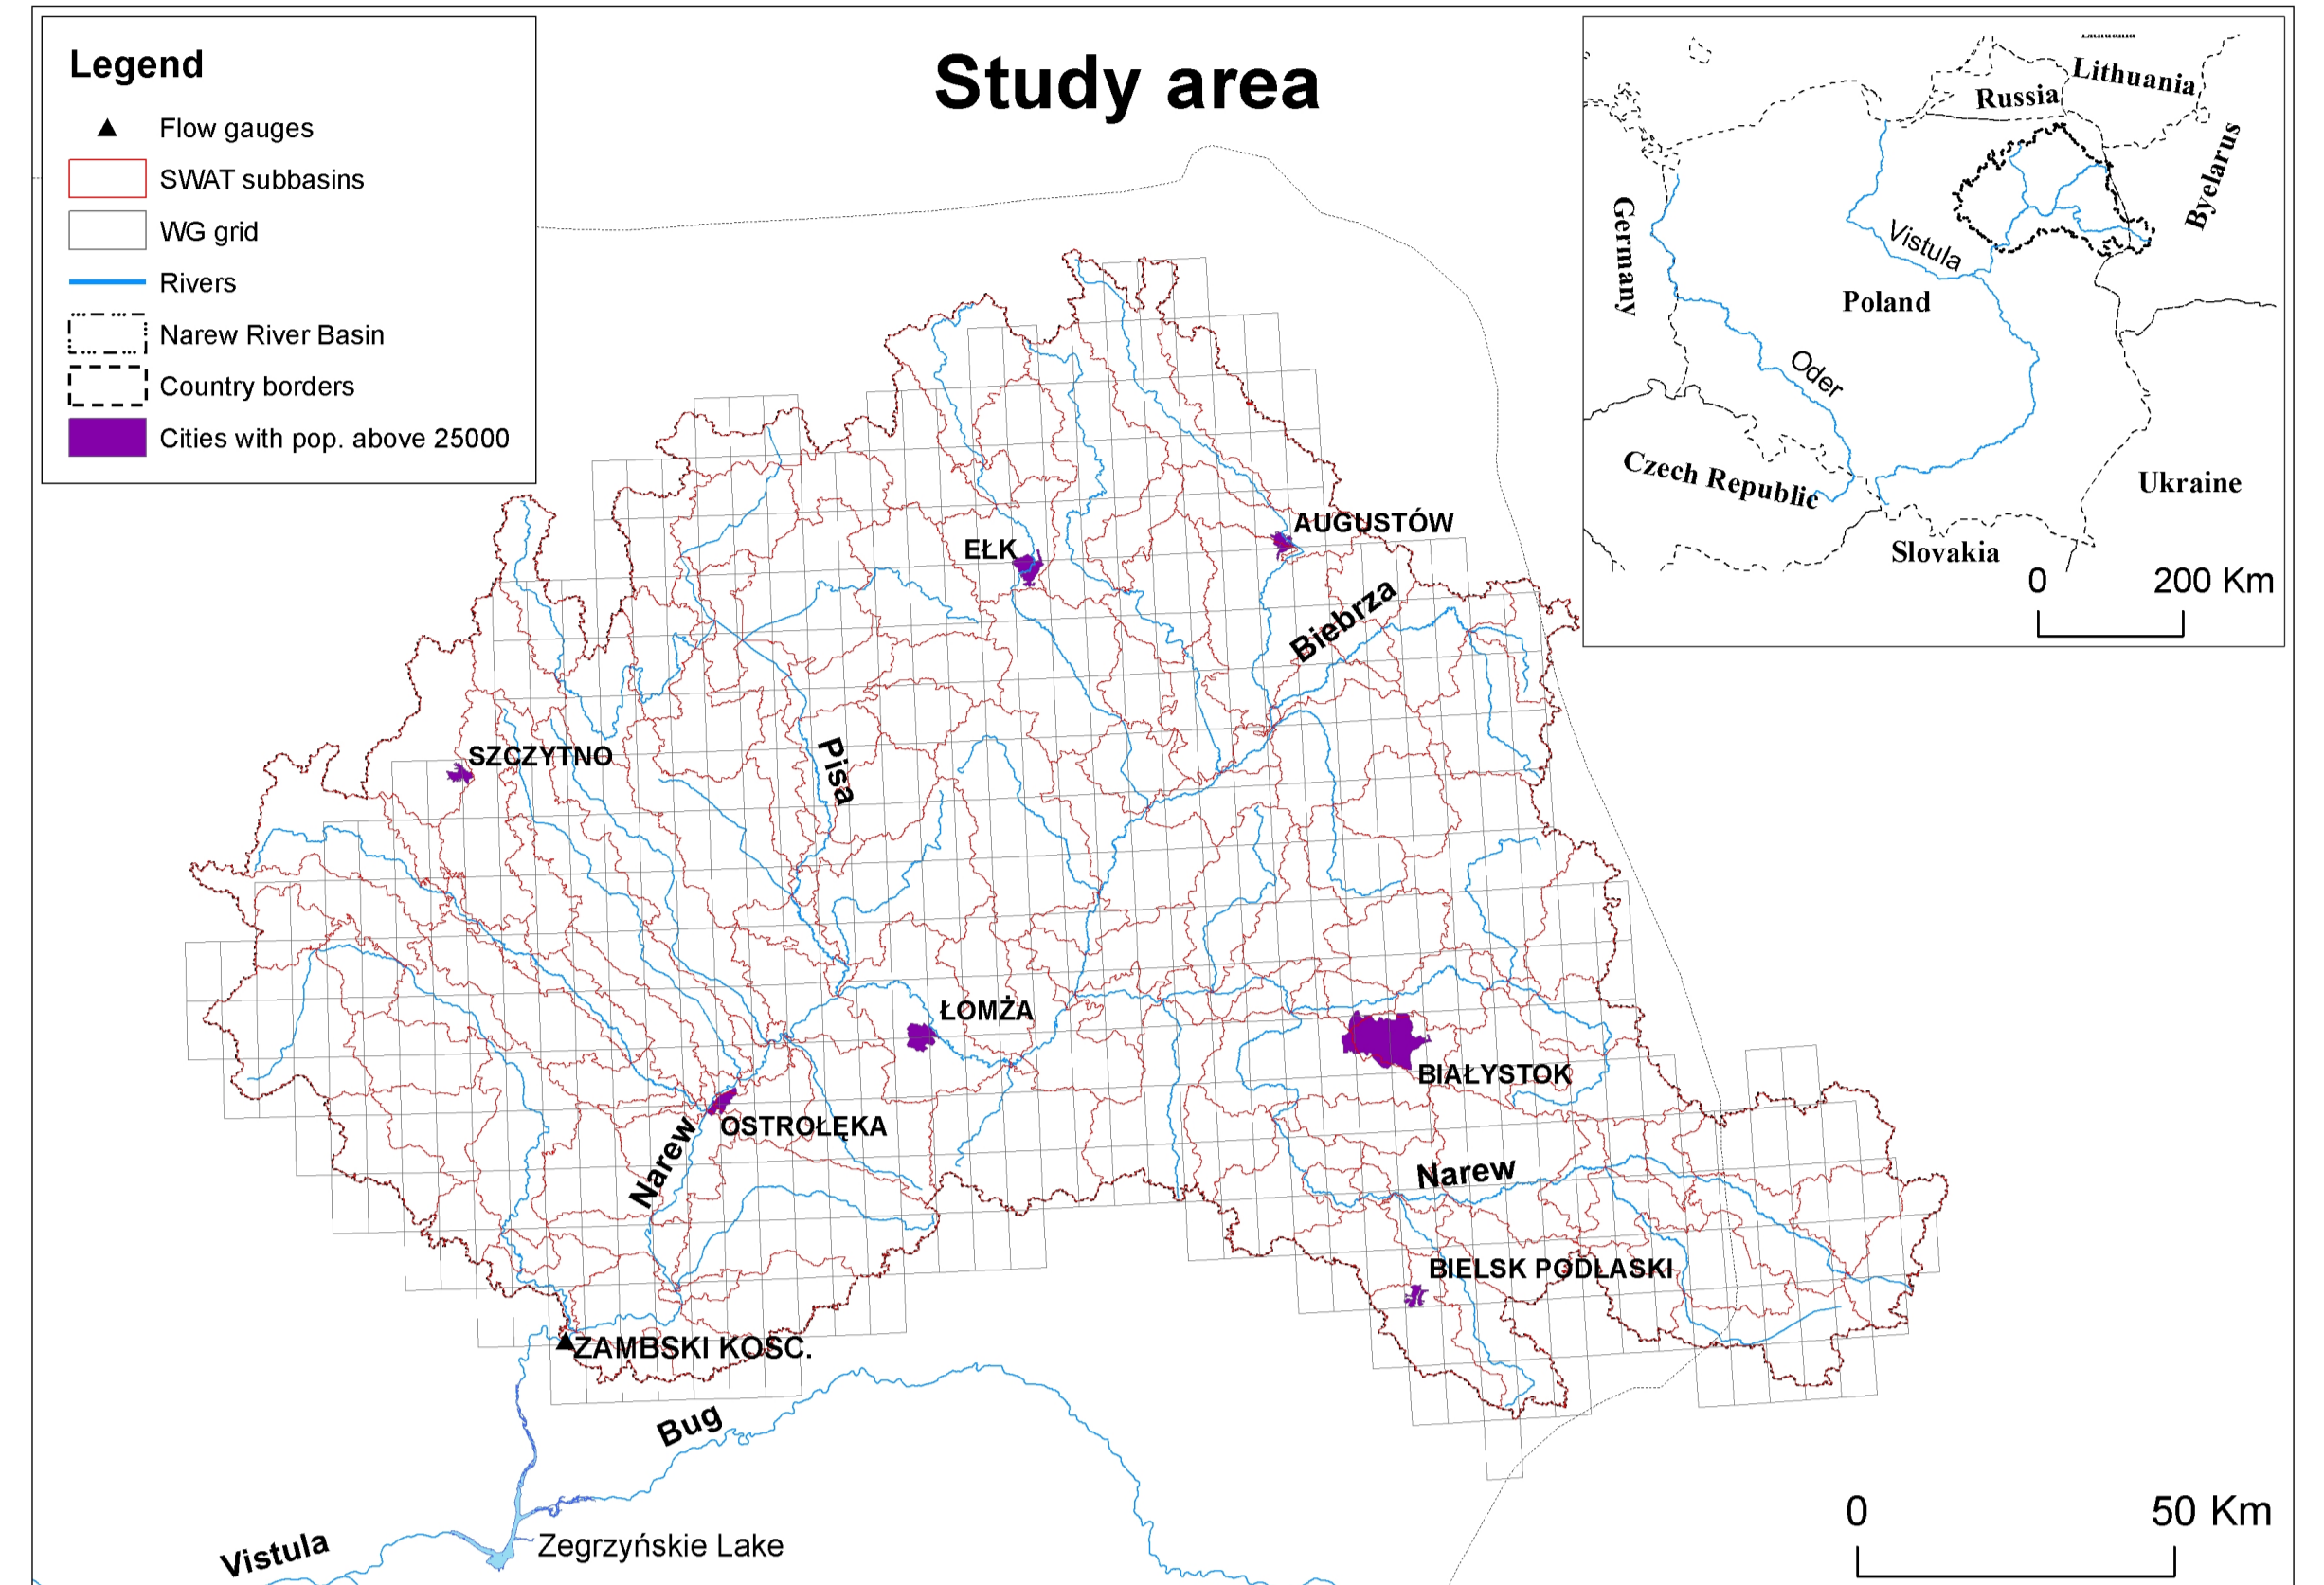 Study area
Legend
Flow gauges
SWAT subbasins
WG grid
Rivers
Narew River Basin
Country borders
Cities with pop. above 25000
Lithuania
Russia
Byelarus
Germany
Vistula
Poland
Oder
Czech Republic
Ukraine
Slovakia
0 200 Km
AUGUSTÓW
EŁK
Biebrza
SZCZYTNO
Pisa
ŁOMŻA
BIAŁYSTOK
OSTROŁĘKA
Narew
Narew
BIELSK PODLASKI
ZAMBSKI KOSC.
Bug
Zegrzyńskie Lake
Vistula
0 50 Km